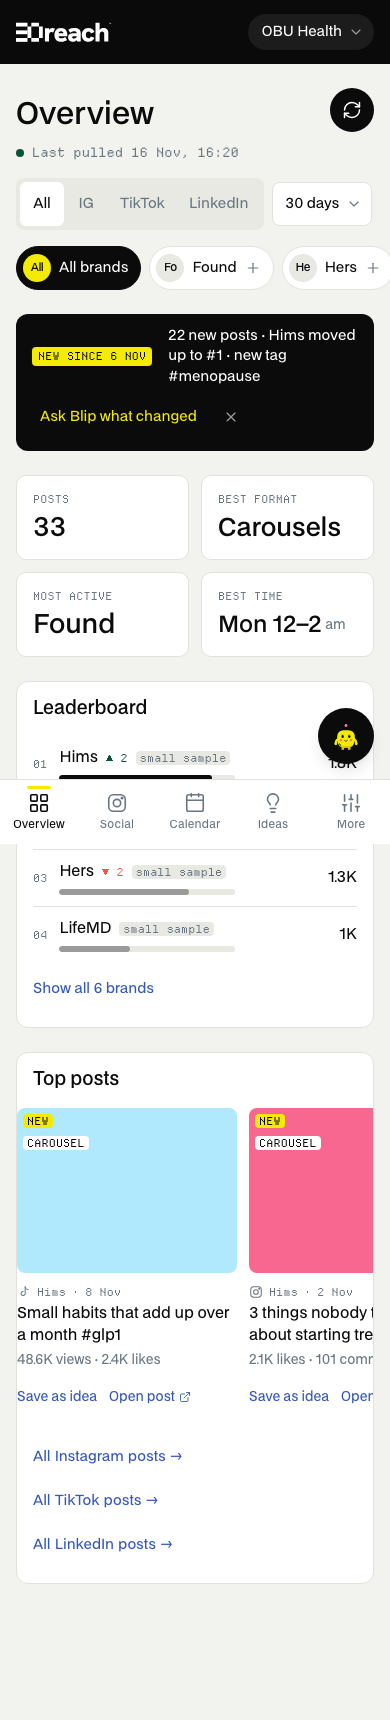 reach
OBU Health
Overview
Last pulled 16 Nov, 16:20
All IG TikTok LinkedIn 30 days
All All brands Fo Found He Hers
NEW SINCE 6 NOV
22 new posts · Hims moved
up to #1 · new tag
#menopause
Ask Blip what changed
POSTS
33
BEST FORMAT
Carousels
MOST ACTIVE
Found
BEST TIME
Mon 12–2 am
Leaderboard
01 Hims ▲ 2 small sample 1.8K
Overview Social Calendar Ideas More
03 Hers ▼ 2 small sample 1.3K
04 LifeMD small sample 1K
Show all 6 brands
Top posts
NEW
CAROUSEL
Hims · 8 Nov
Small habits that add up over
a month #glp1
48.6K views · 2.4K likes
Save as idea Open post
NEW
CAROUSEL
Hims · 2 Nov
3 things nobody
about starting
2.1K likes · 101
Save as idea
All Instagram posts →
All TikTok posts →
All LinkedIn posts →